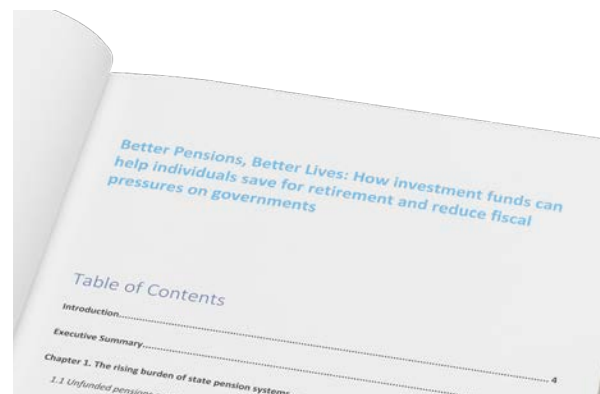 Better Pensions, Better Lives: How investment funds can
help individuals save for retirement and reduce fiscal
pressures on governments
Table of Contents
Introduction.................................................. 4
Executive Summary..................................................
Chapter 1. The rising burden of state pension systems
1.1 Unfunded pension